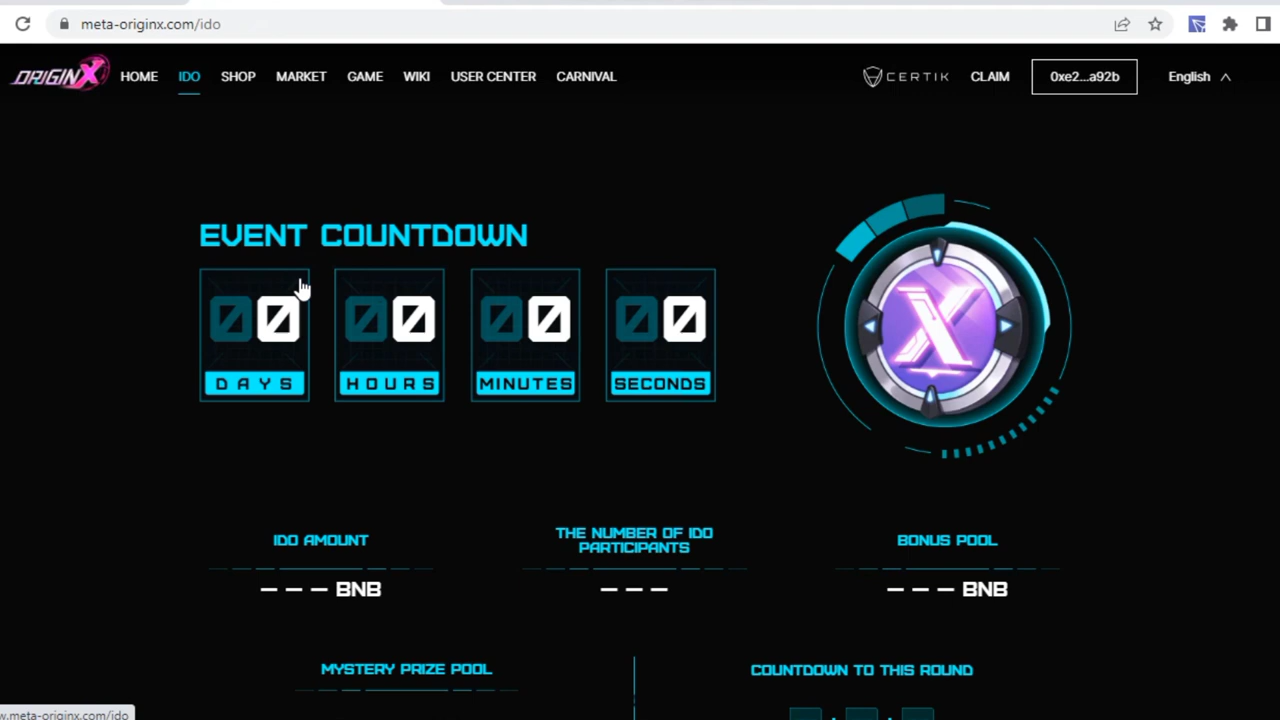 meta-originx.com/ido
ORIGINX HOME IDO SHOP MARKET GAME WIKI USER CENTER CARNIVAL CERTIK CLAIM 0xe2...a92b English
EVENT COUNTDOWN
00 00 00 00
DAYS HOURS MINUTES SECONDS
X
IDO AMOUNT
THE NUMBER OF IDO
PARTICIPANTS
BONUS POOL
– – – BNB – – – – – – BNB
MYSTERY PRIZE POOL COUNTDOWN TO THIS ROUND
w.meta-originx.com/ido